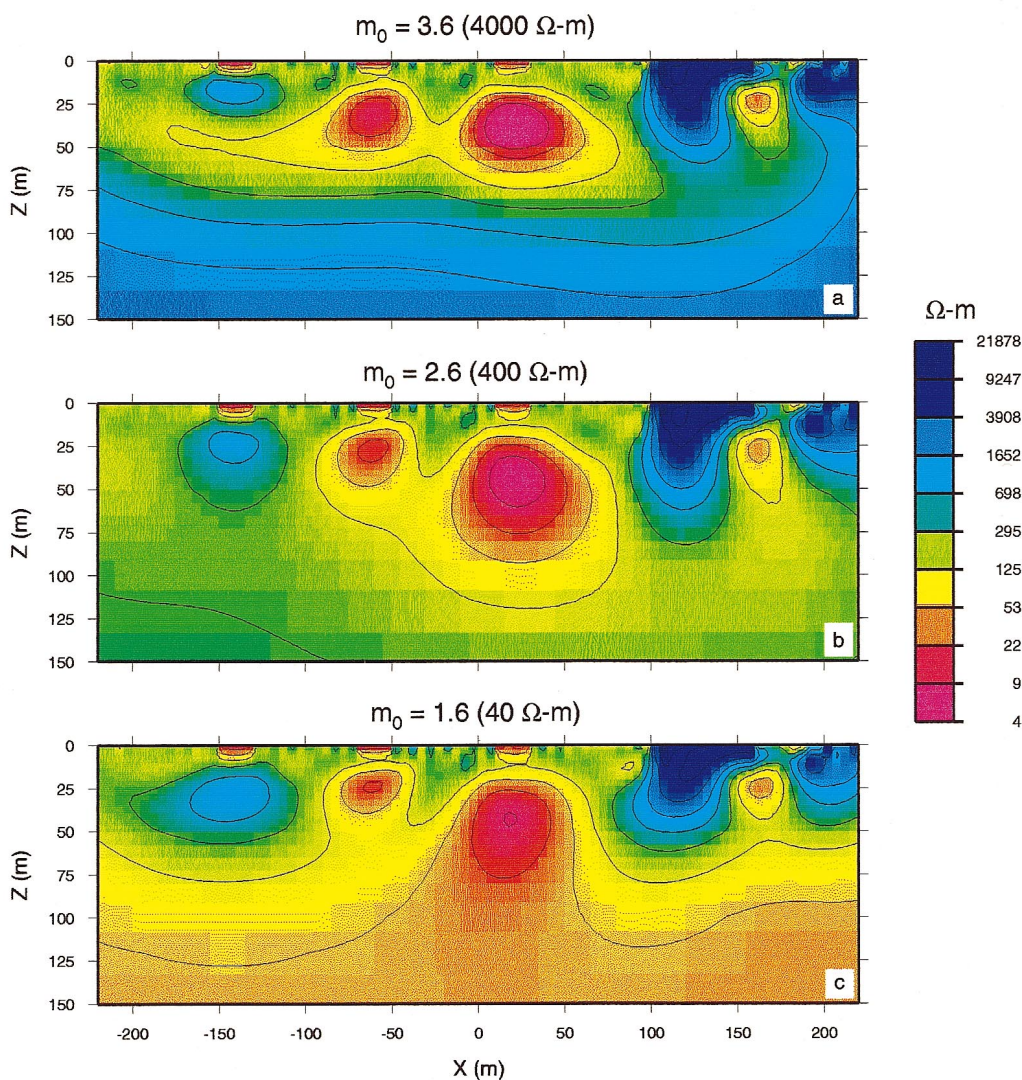 m₀ = 3.6 (4000 Ω-m)
0
25
50
75
100
125
150
Z (m)
a
m₀ = 2.6 (400 Ω-m)
0
25
50
75
100
125
150
Z (m)
b
Ω-m
21878
9247
3908
1652
698
295
125
53
22
9
4
m₀ = 1.6 (40 Ω-m)
0
25
50
75
100
125
150
Z (m)
c
-200 -150 -100 -50 0 50 100 150 200
X (m)